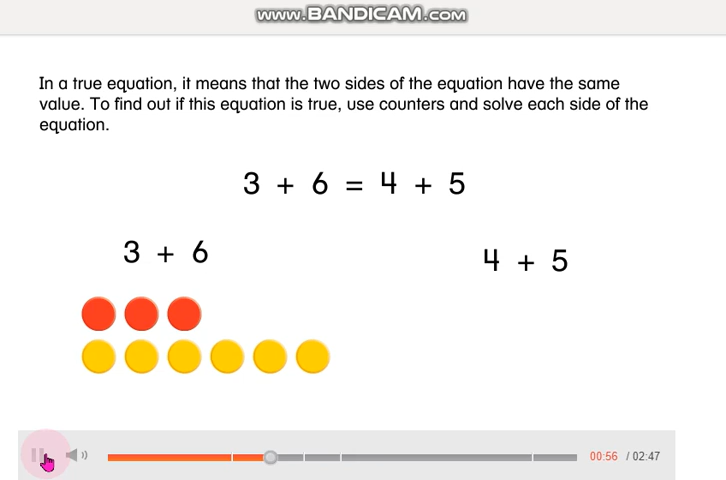 www.BANDICAM.com
In a true equation, it means that the two sides of the equation have the same
value. To find out if this equation is true, use counters and solve each side of the
equation.
3 + 6 = 4 + 5
3 + 6
4 + 5
00:56 / 02:47